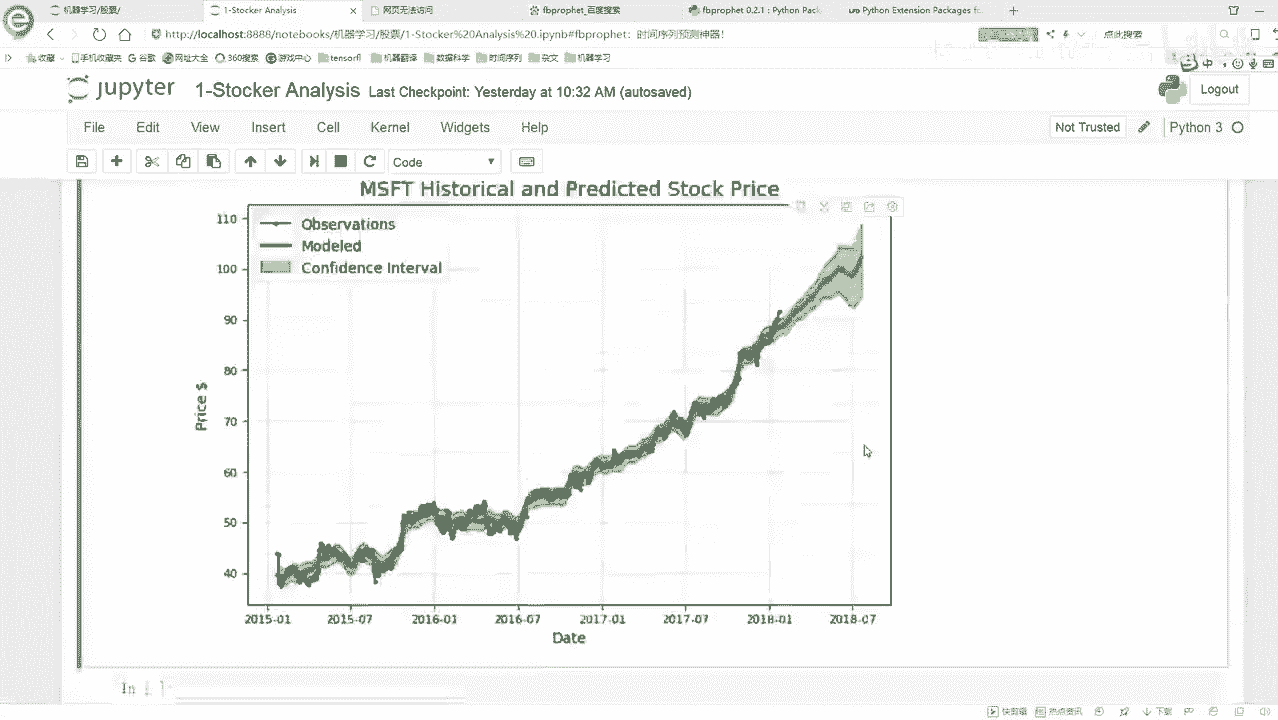 机器学习/股票/
1-Stocker Analysis
网页无法访问
fbprophet_百度搜索
fbprophet 0.2.1 : Python Pack
Python Extension Packages fo
http://localhost:8888/notebooks/机器学习/股票/1-Stocker%20Analysis%20.ipynb#fbprophet：时间序列预测神器！
点此搜索
收藏
手机收藏夹
谷歌
网址大全
360搜索
游戏中心
tensorfl
机器翻译
数据科学
时间序列
杂文
机器学习
中
jupyter
1-Stocker Analysis
Last Checkpoint: Yesterday at 10:32 AM (autosaved)
Logout
File
Edit
View
Insert
Cell
Kernel
Widgets
Help
Not Trusted
Python 3
Code
MSFT Historical and Predicted Stock Price
Observations
Modeled
Confidence Interval
110
100
90
80
70
60
50
40
Price $
2015-01
2015-07
2016-01
2016-07
2017-01
2017-07
2018-01
2018-07
Date
In [ ]:
快剪辑
热点资讯
下载